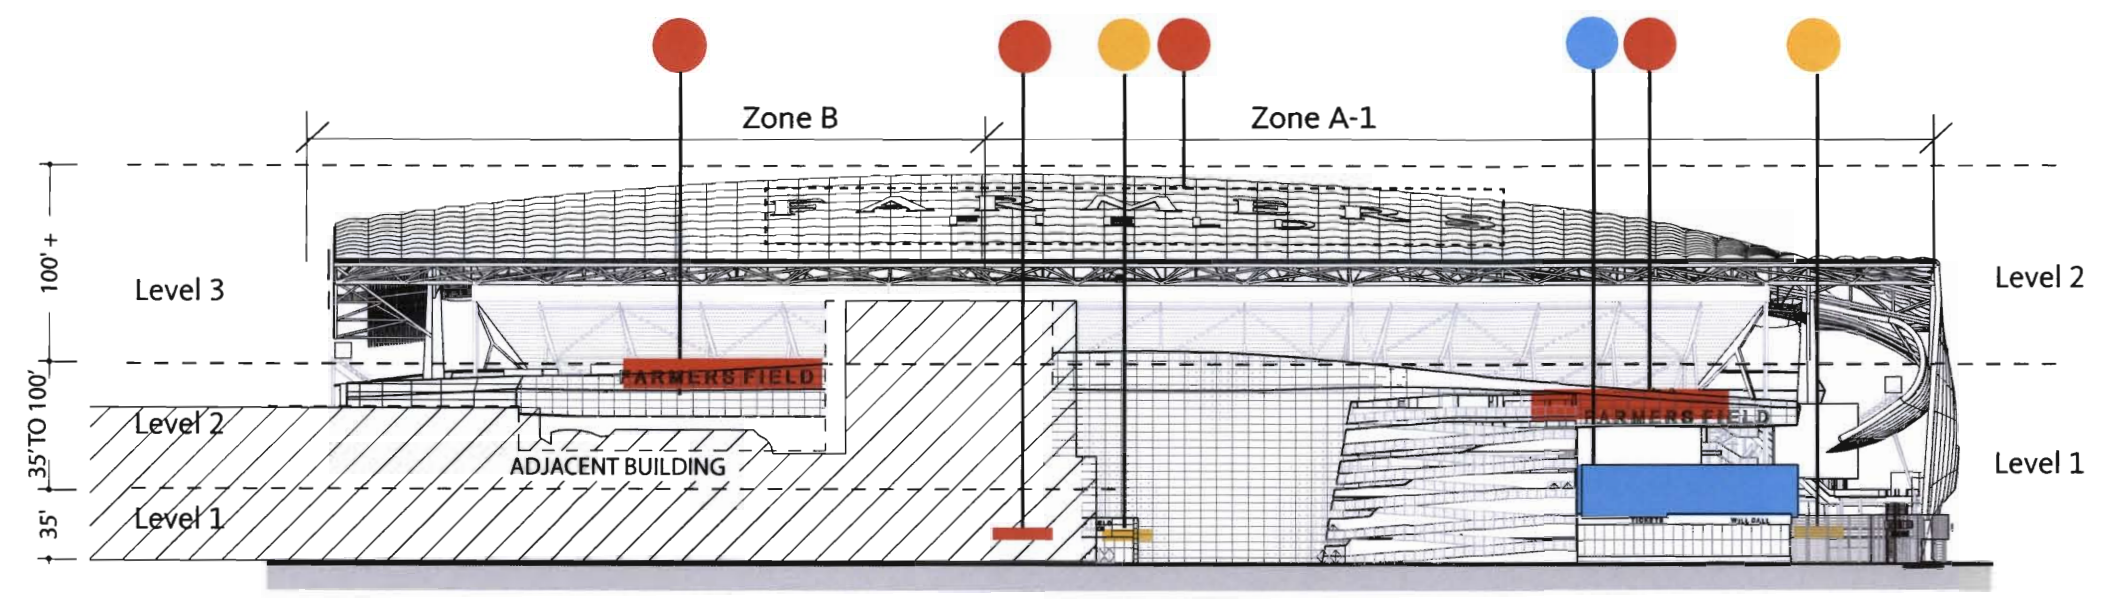 Zone B
Zone A-1
FARMERS
FIELD
100' +
Level 3
Level 2
FARMERS FIELD
35' TO 100'
Level 2
FARMERS FIELD
ADJACENT BUILDING
Level 1
35'
Level 1
TICKETS
WILL CALL